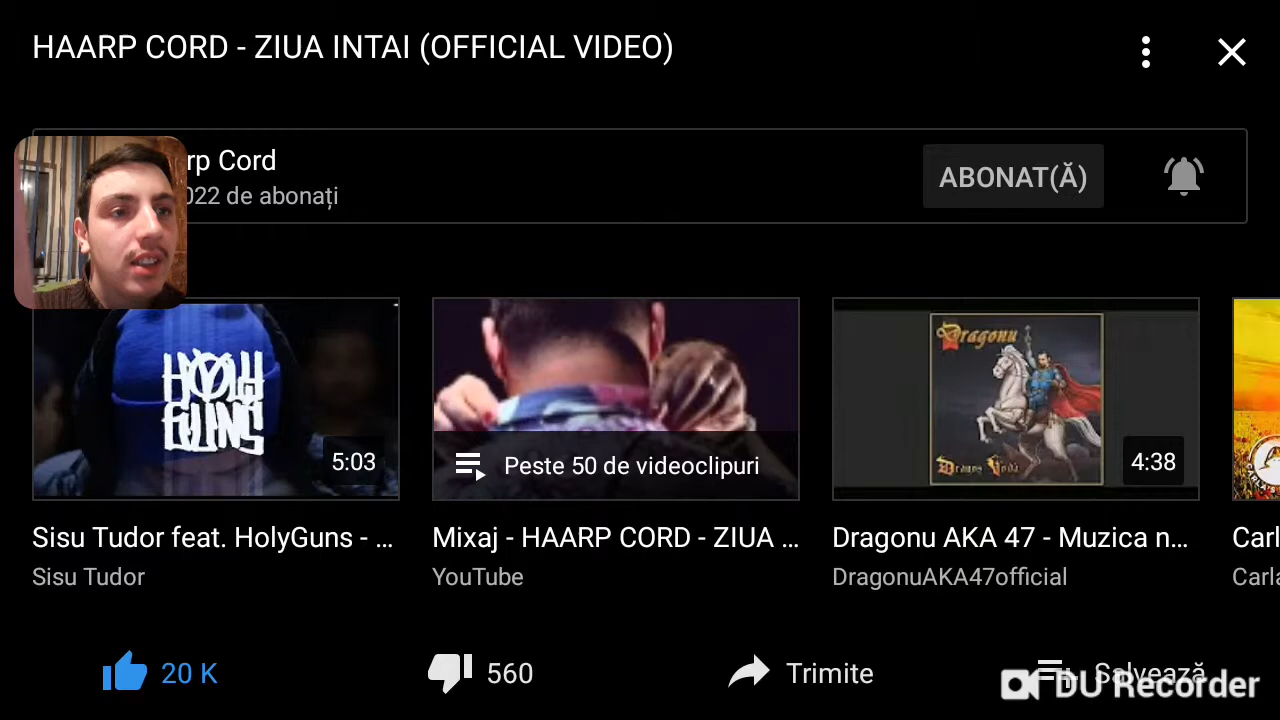 HAARP CORD - ZIUA INTAI (OFFICIAL VIDEO)
rp Cord
022 de abonați
ABONAT(Ă)
HOLY
GUNS
5:03
Peste 50 de videoclipuri
Dragonu
4:38
Sisu Tudor feat. HolyGuns - ...
Mixaj - HAARP CORD - ZIUA ...
Dragonu AKA 47 - Muzica n...
Carl
Sisu Tudor
YouTube
DragonuAKA47official
Carla
20 K
560
Trimite
Salvează
DU Recorder